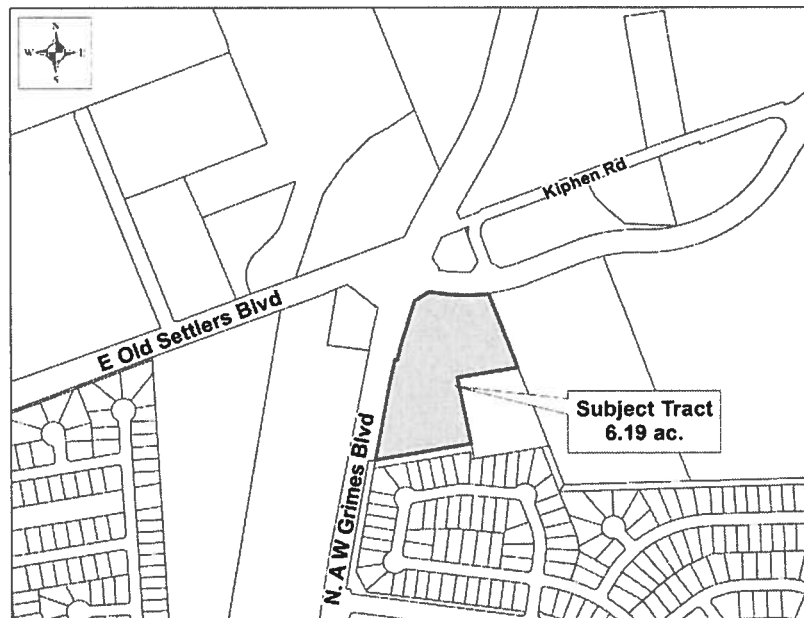 N
W E
S
Kiphen Rd
E Old Settlers Blvd
Subject Tract
6.19 ac.
N. A W Grimes Blvd